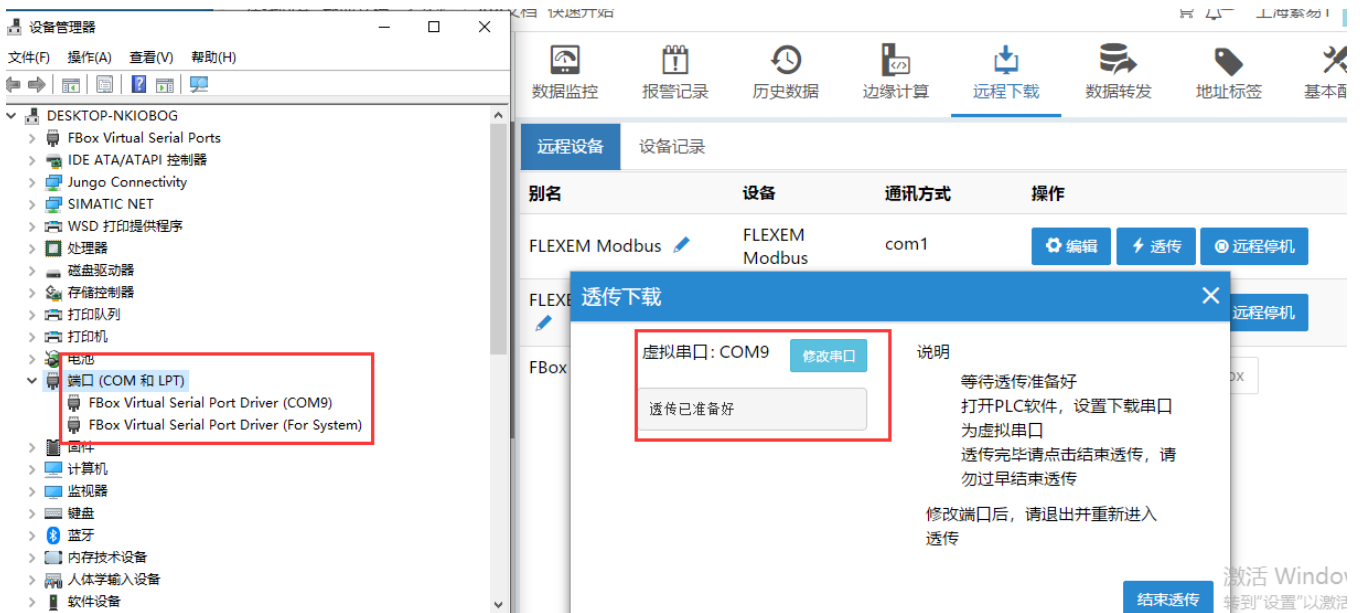 设备管理器
文件(F) 操作(A) 查看(V) 帮助(H)
DESKTOP-NKIOBOG
FBox Virtual Serial Ports
IDE ATA/ATAPI 控制器
Jungo Connectivity
SIMATIC NET
WSD 打印提供程序
处理器
磁盘驱动器
存储控制器
打印队列
打印机
电池
端口 (COM 和 LPT)
FBox Virtual Serial Port Driver (COM9)
FBox Virtual Serial Port Driver (For System)
固件
计算机
监视器
键盘
蓝牙
内存技术设备
人体学输入设备
软件设备
文档 快速开始
上海繁易
数据监控 报警记录 历史数据 边缘计算 远程下载 数据转发 地址标签 基本
远程设备 设备记录
别名 设备 通讯方式 操作
FLEXEM Modbus FLEXEM Modbus com1 编辑 透传 远程停机
FLEXE 远程停机
FBox ox
透传下载
虚拟串口: COM9 修改串口
透传已准备好
说明
等待透传准备好
打开PLC软件，设置下载串口
为虚拟串口
透传完毕请点击结束透传，请
勿过早结束透传
修改端口后，请退出并重新进入
透传
结束透传
激活 Windov
转到"设置"以激活